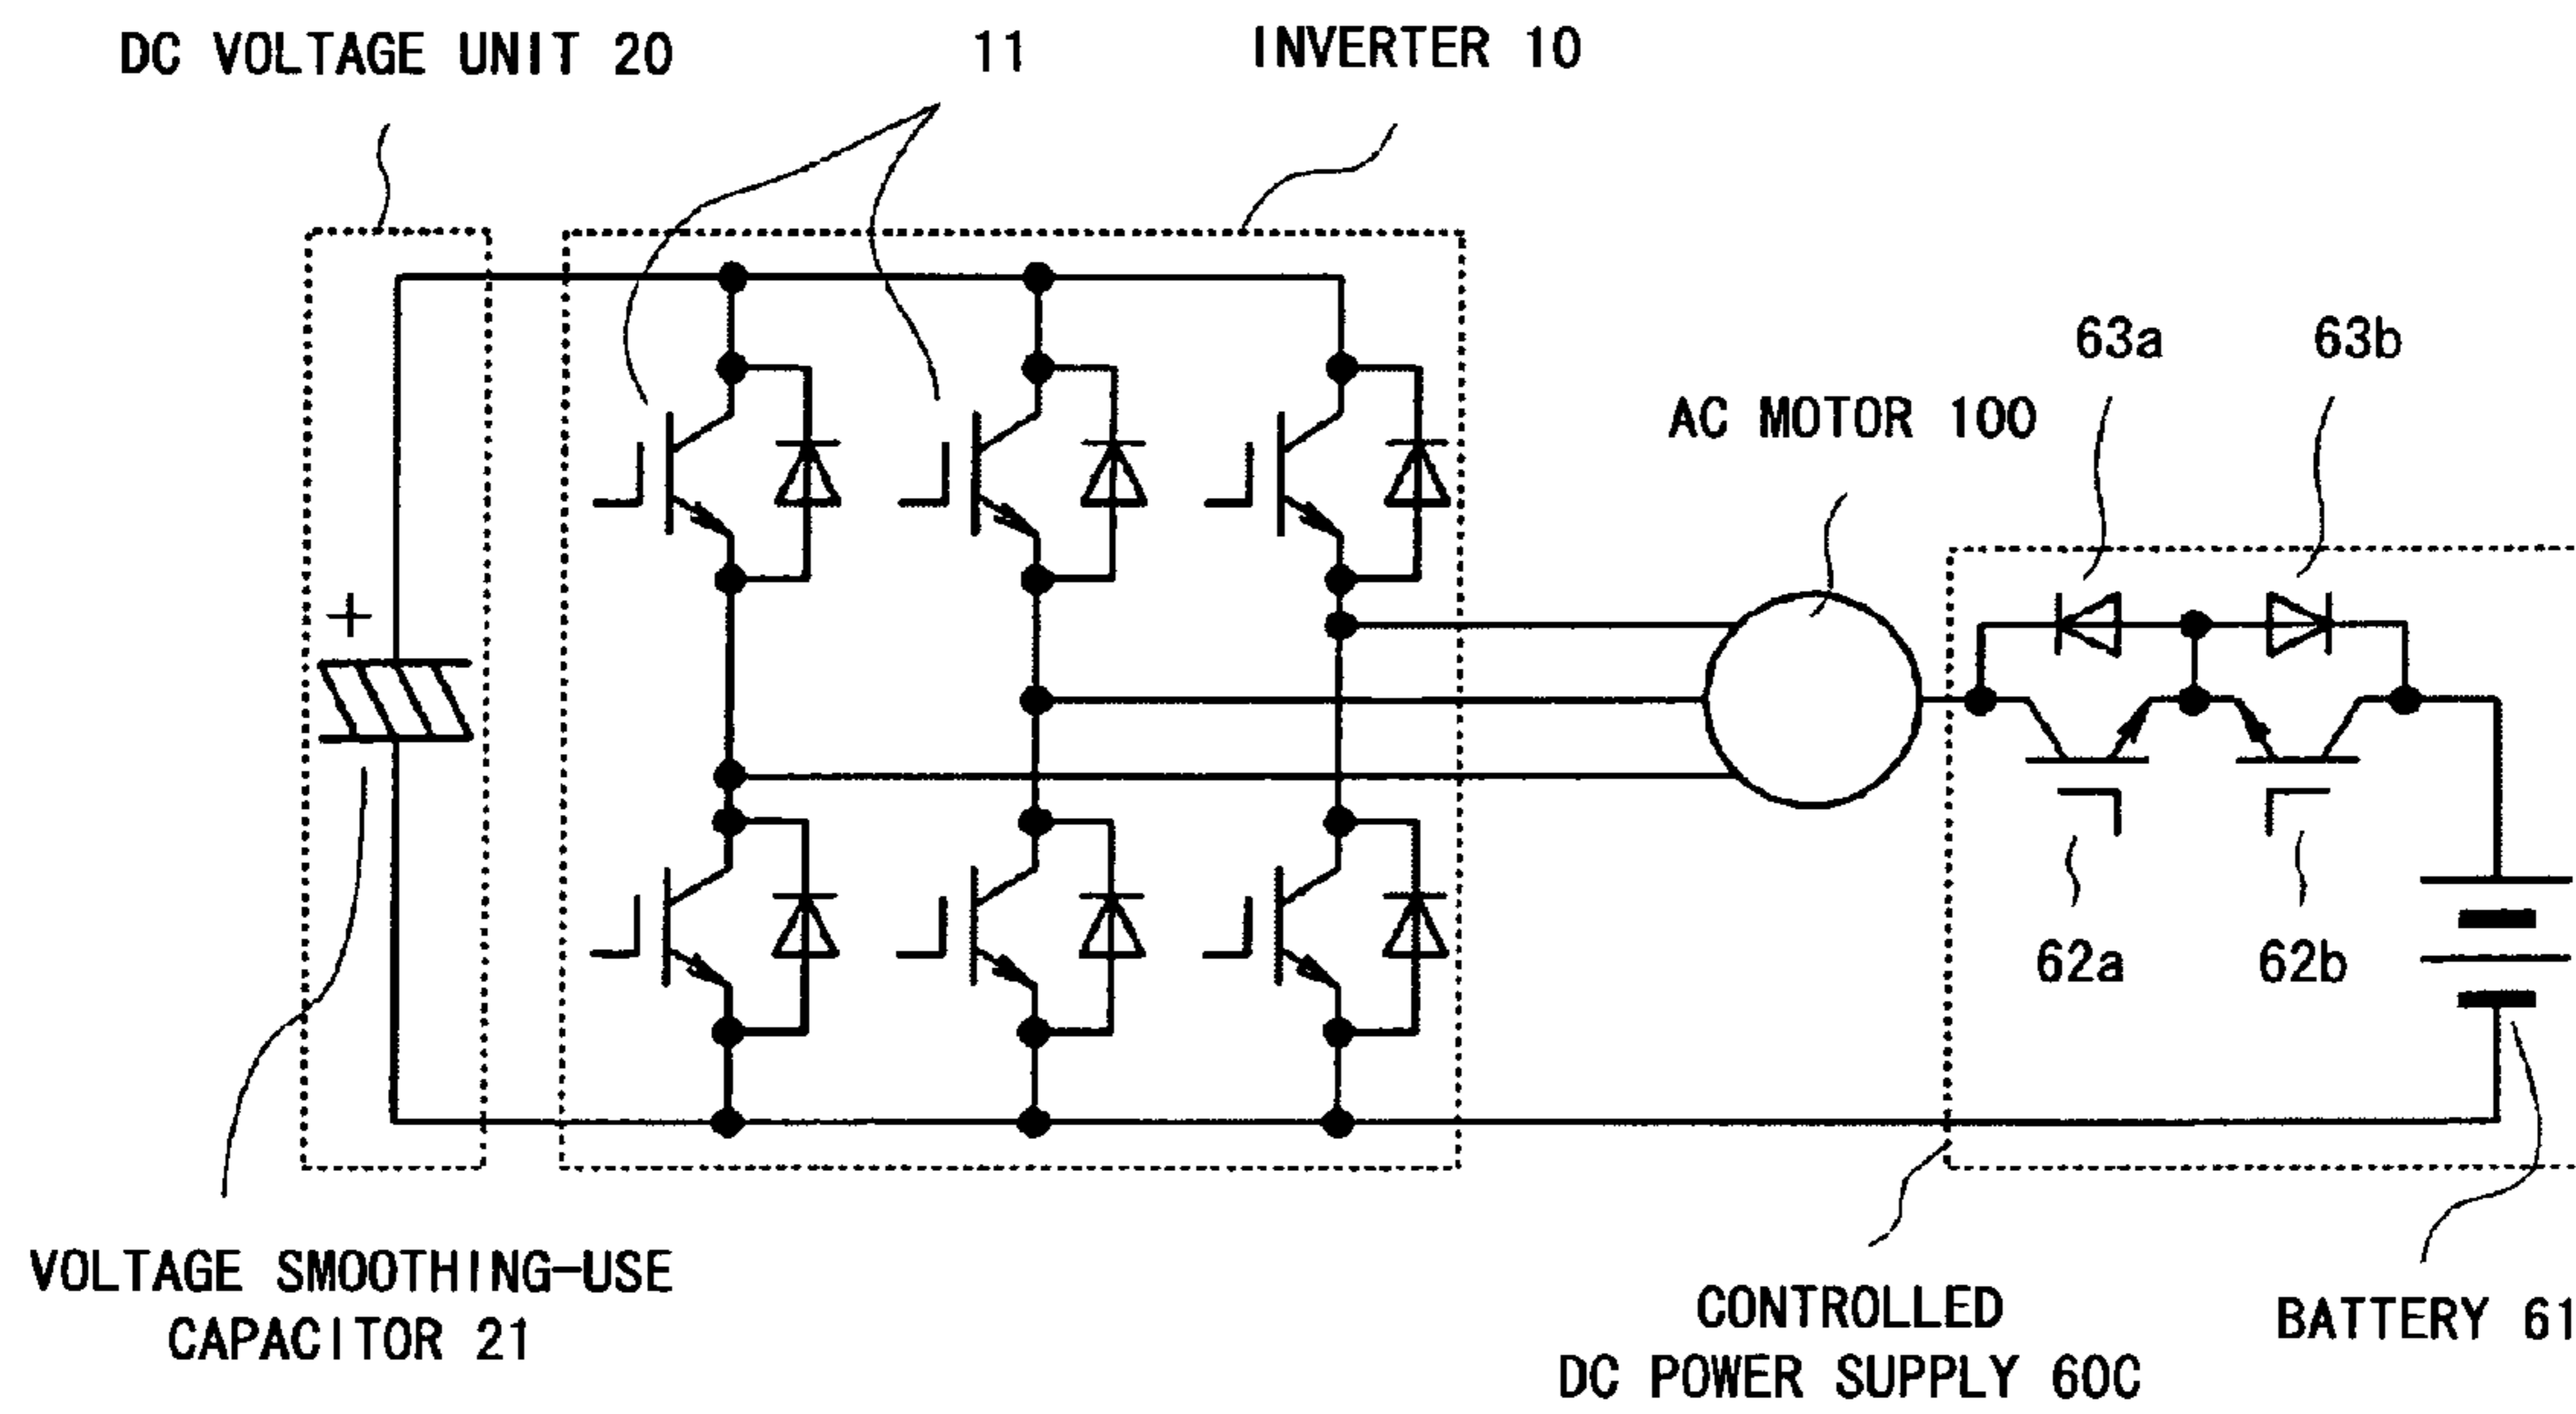 DC VOLTAGE UNIT 20
11
INVERTER 10
63a
63b
AC MOTOR 100
+
62a
62b
VOLTAGE SMOOTHING-USE
CAPACITOR 21
CONTROLLED
DC POWER SUPPLY 60C
BATTERY 61